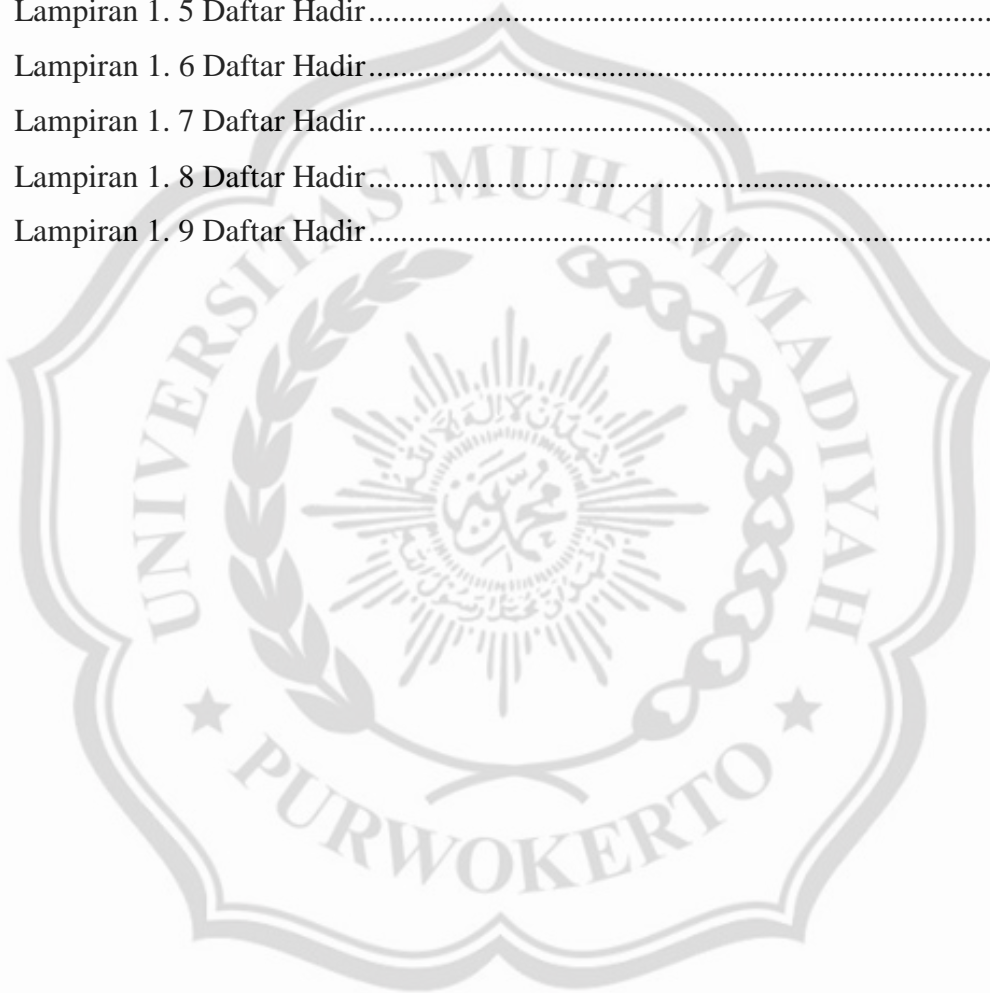 Lampiran 1. 5 Daftar Hadir................................................................................
Lampiran 1. 6 Daftar Hadir................................................................................
Lampiran 1. 7 Daftar Hadir................................................................................
Lampiran 1. 8 Daftar Hadir................................................................................
Lampiran 1. 9 Daftar Hadir................................................................................
UNIVERSITAS MUHAMMADIYAH
محمد
PURWOKERTO